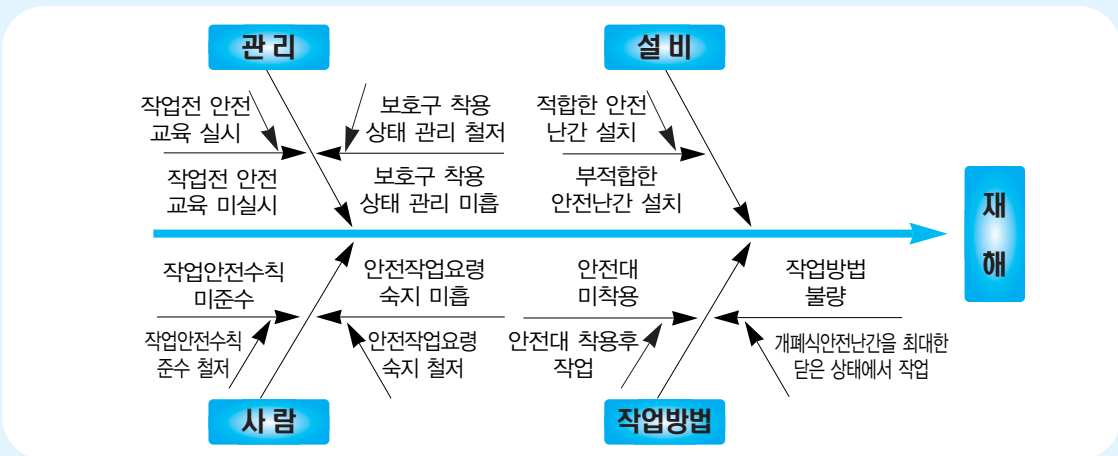 관리
설비
작업전 안전
교육 실시
보호구 착용
상태 관리 철저
적합한 안전
난간 설치
작업전 안전
교육 미실시
보호구 착용
상태 관리 미흡
부적합한
안전난간 설치
재
해
작업안전수칙
미준수
안전작업요령
숙지 미흡
안전대
미착용
작업방법
불량
작업안전수칙
준수 철저
안전작업요령
숙지 철저
안전대 착용후
작업
개폐식안전난간을 최대한
닫은 상태에서 작업
사람
작업방법